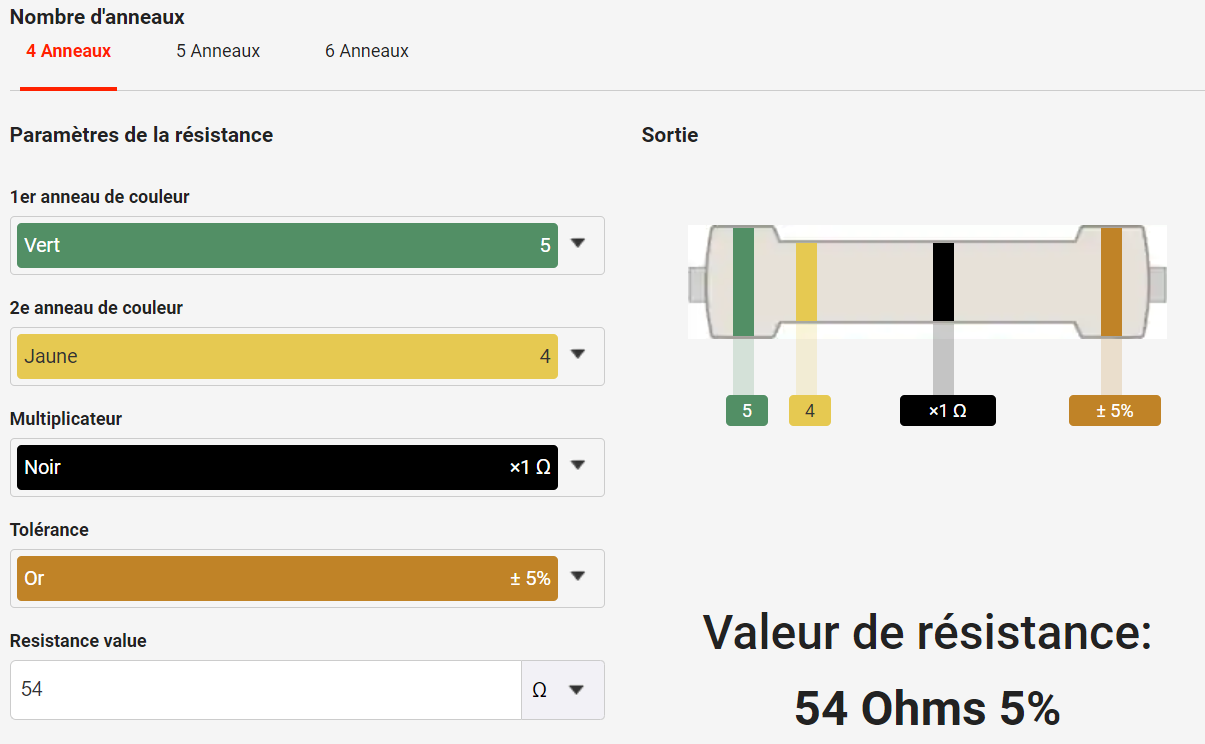 Nombre d'anneaux
4 Anneaux 5 Anneaux 6 Anneaux
Paramètres de la résistance
1er anneau de couleur
Vert 5
2e anneau de couleur
Jaune 4
Multiplicateur
Noir ×1 Ω
Tolérance
Or ± 5%
Resistance value
54 Ω
Sortie
5 4 ×1 Ω ± 5%
Valeur de résistance:
54 Ohms 5%